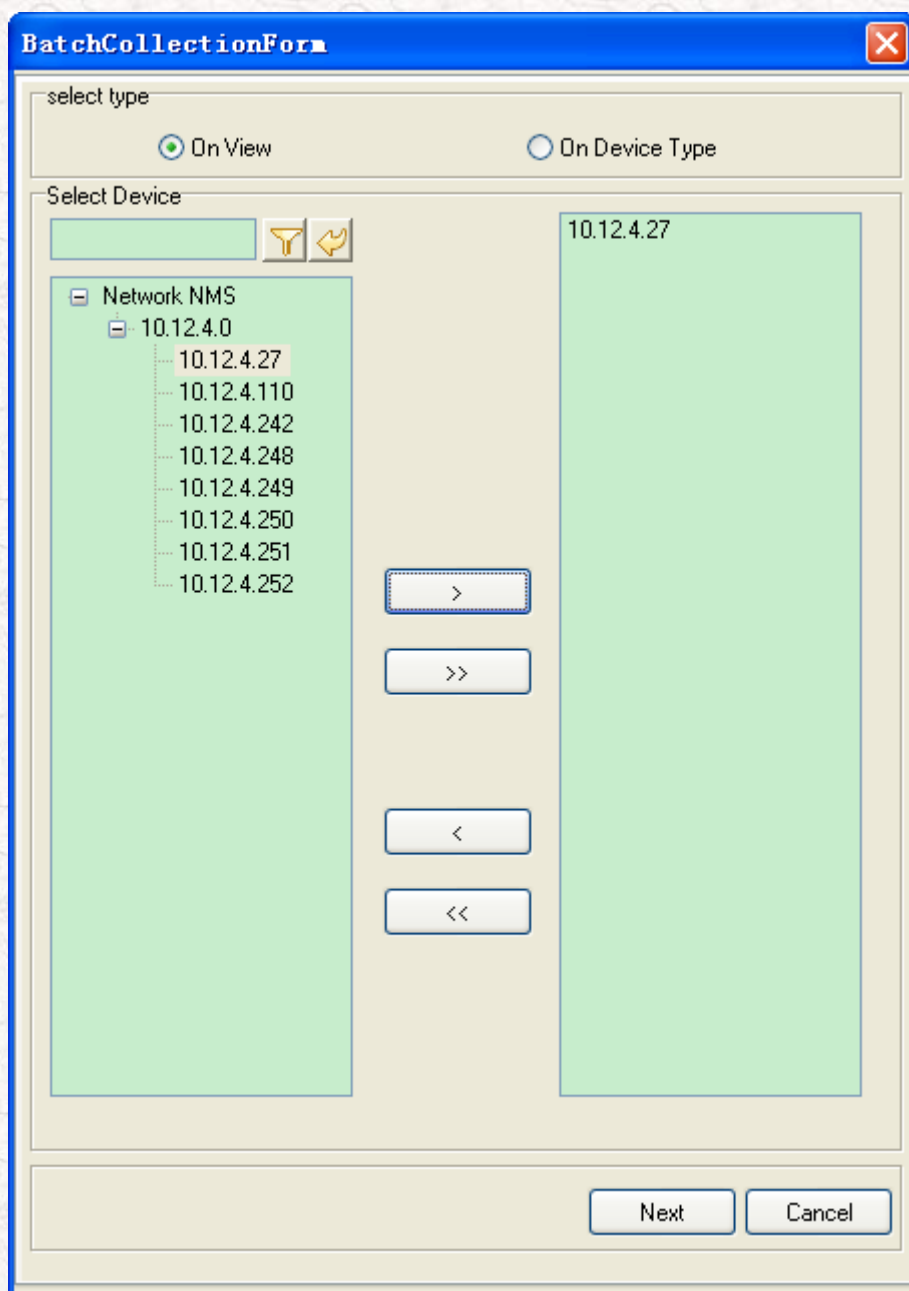 BatchCollectionForm
select type
On View
On Device Type
Select Device
Network NMS
10.12.4.0
10.12.4.27
10.12.4.110
10.12.4.242
10.12.4.248
10.12.4.249
10.12.4.250
10.12.4.251
10.12.4.252
>
>>
<
<<
10.12.4.27
Next
Cancel